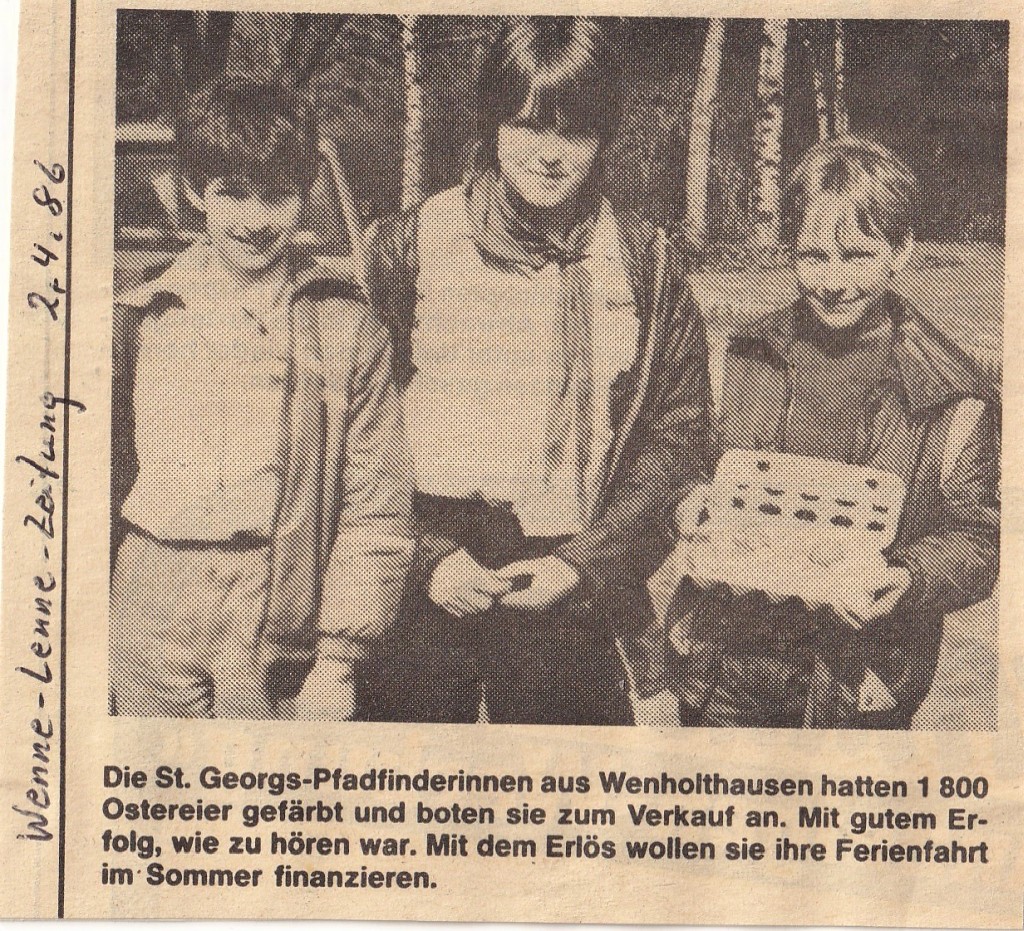 Wenne-Lenne-Zeitung 2.4.86
Die St. Georgs-Pfadfinderinnen aus Wenholthausen hatten 1 800
Ostereier gefärbt und boten sie zum Verkauf an. Mit gutem Er-
folg, wie zu hören war. Mit dem Erlös wollen sie ihre Ferienfahrt
im Sommer finanzieren.